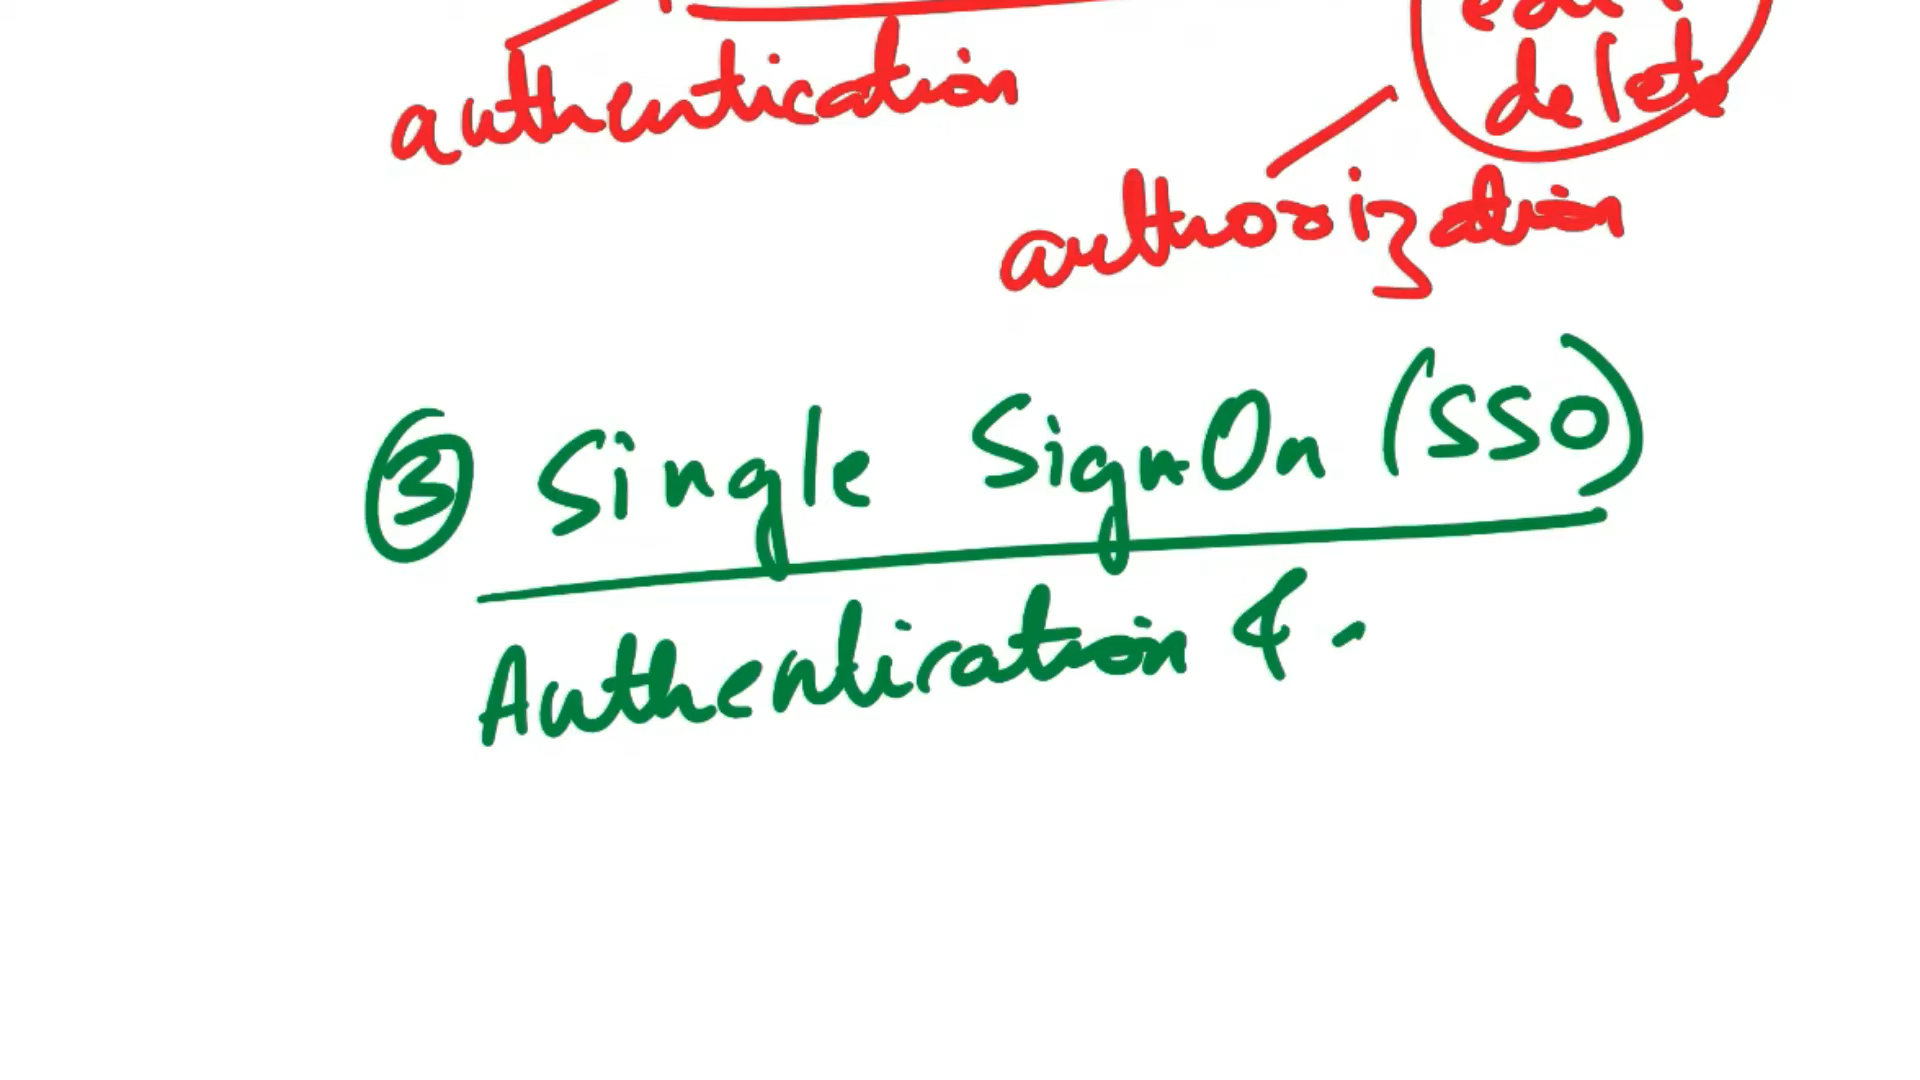 delete
authentication
authorization
3 Single SignOn (SSO)
Authentication &